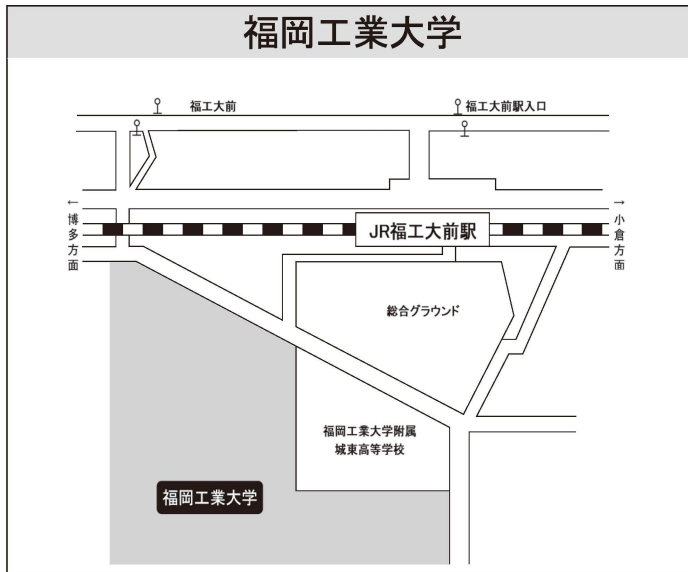 福岡工業大学
福工大前
福工大前駅入口
←博多方面
→小倉方面
JR福工大前駅
総合グラウンド
福岡工業大学附属
城東高等学校
福岡工業大学